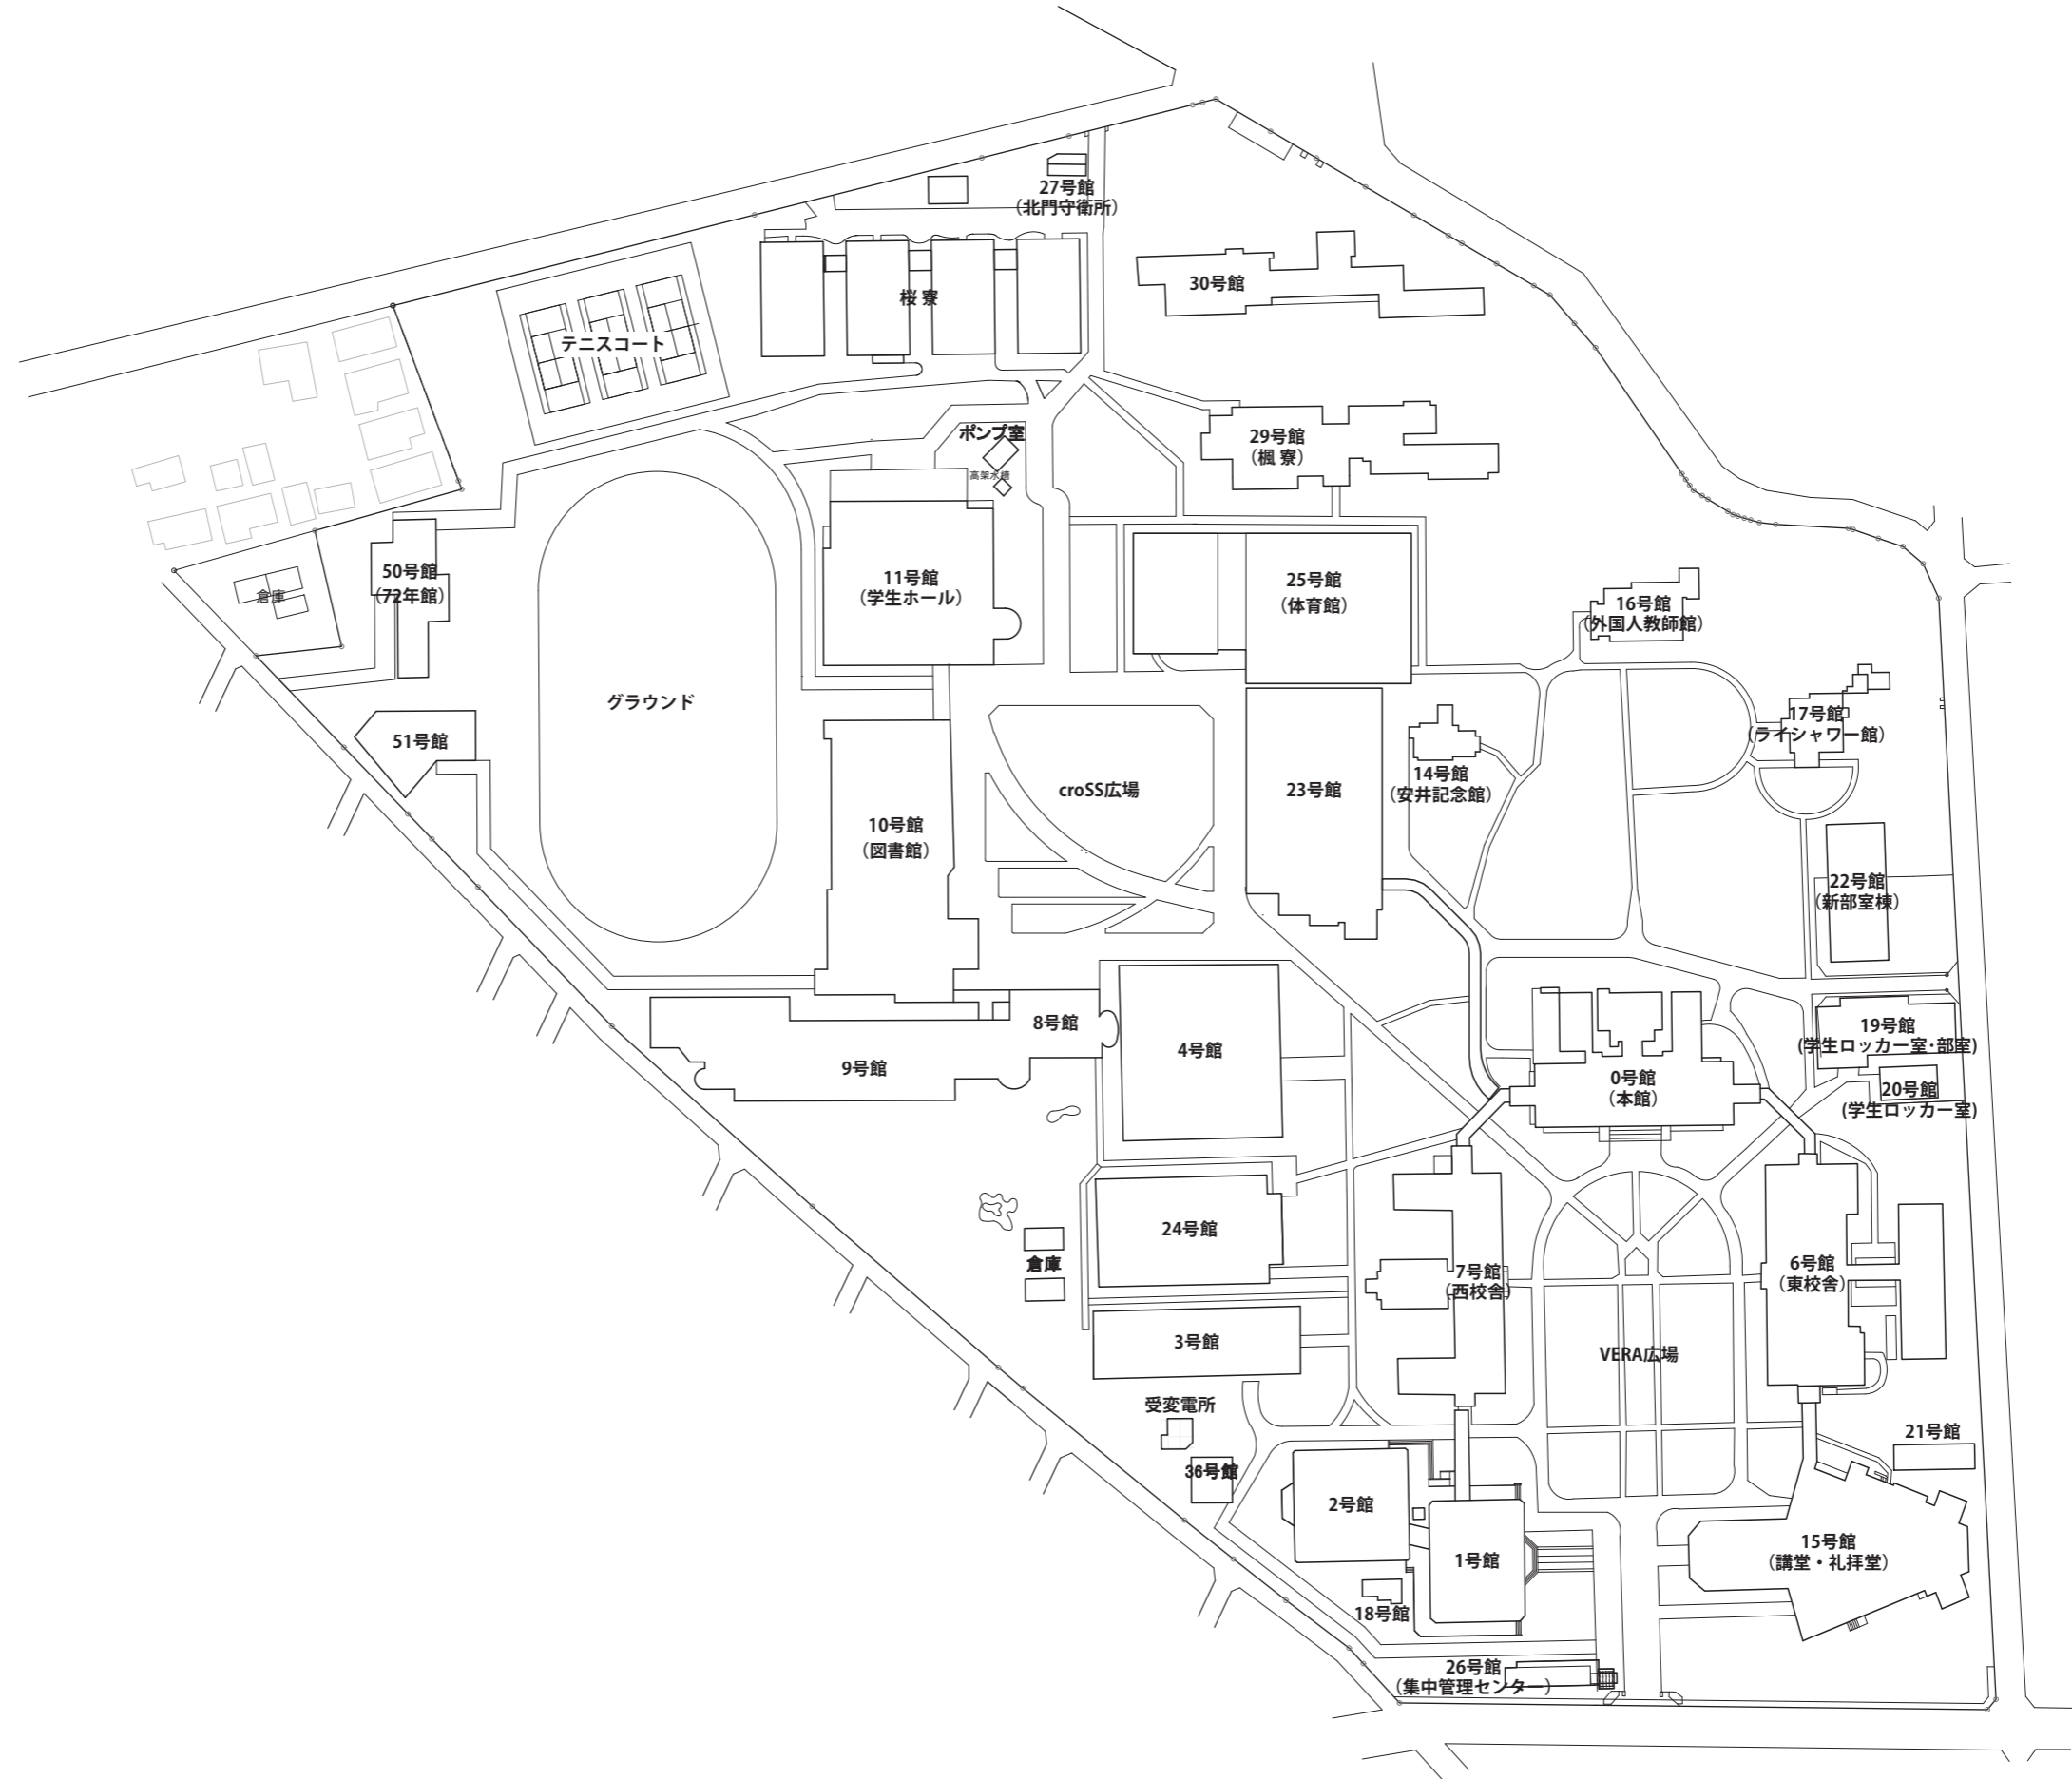 27号館
（北門守衛所）
30号館
桜 寮
テニスコート
29号館
（楓 寮）
ポンプ室
高架水槽
50号館
（72年館）
倉庫
11号館
（学生ホール）
25号館
（体育館）
16号館
（外国人教師館）
グラウンド
51号館
17号館
（ライシャワー館）
14号館
（安井記念館）
croSS広場
23号館
10号館
（図書館）
22号館
（新部室棟）
8号館
9号館
4号館
19号館
(学生ロッカー室･部室)
0号館
（本館）
20号館
(学生ロッカー室)
24号館
倉庫
7号館
（西校舎）
6号館
（東校舎）
3号館
VERA広場
受変電所
21号館
36号館
2号館
1号館
15号館
（講堂・礼拝堂）
18号館
26号館
（集中管理センター）